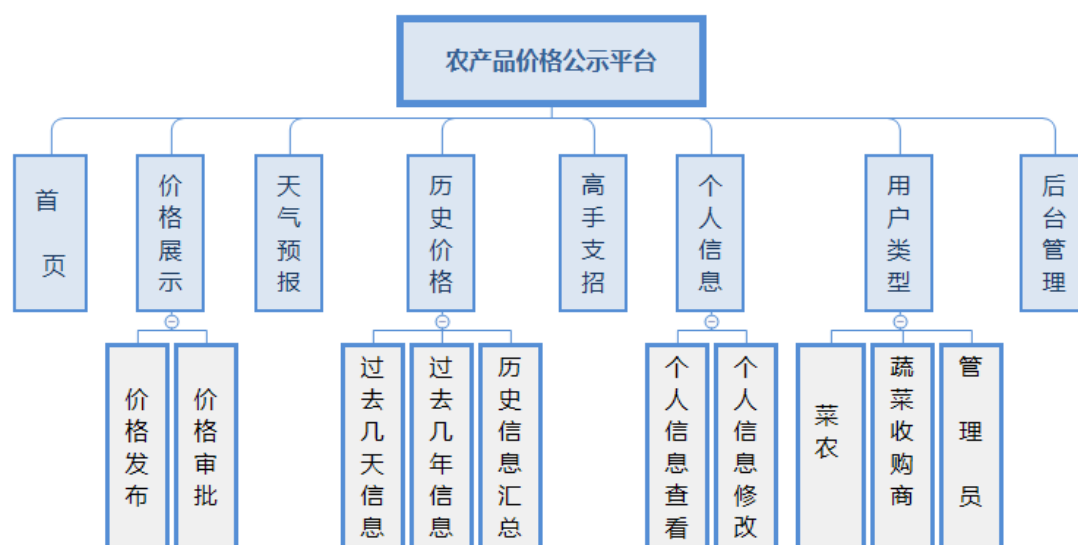 农产品价格公示平台
首页
价格展示
天气预报
历史价格
高手支招
个人信息
用户类型
后台管理
价格发布
价格审批
过去几天信息
过去几年信息
历史信息汇总
个人信息查看
个人信息修改
菜农
蔬菜收购商
管理员